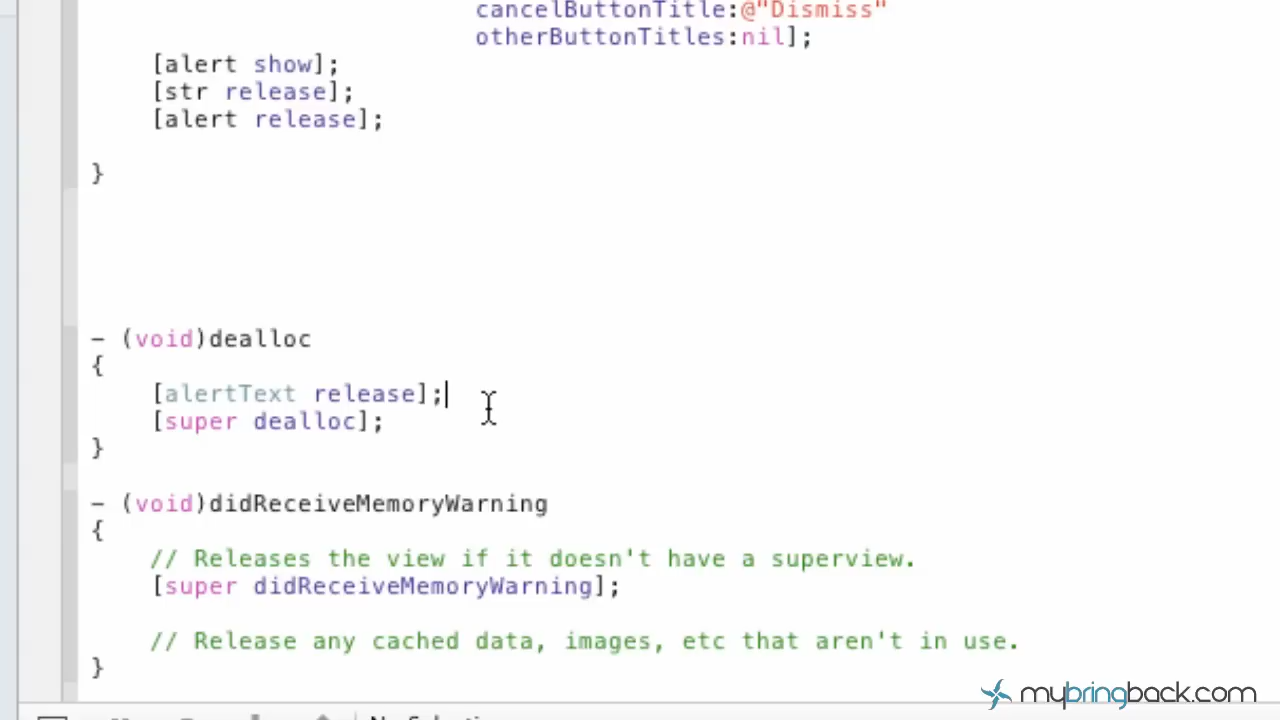 cancelButtonTitle:@"Dismiss"
otherButtonTitles:nil];
[alert show];
[str release];
[alert release];
}
- (void)dealloc
{
[alertText release];
[super dealloc];
}
- (void)didReceiveMemoryWarning
{
// Releases the view if it doesn't have a superview.
[super didReceiveMemoryWarning];
// Release any cached data, images, etc that aren't in use.
}
mybringback.com